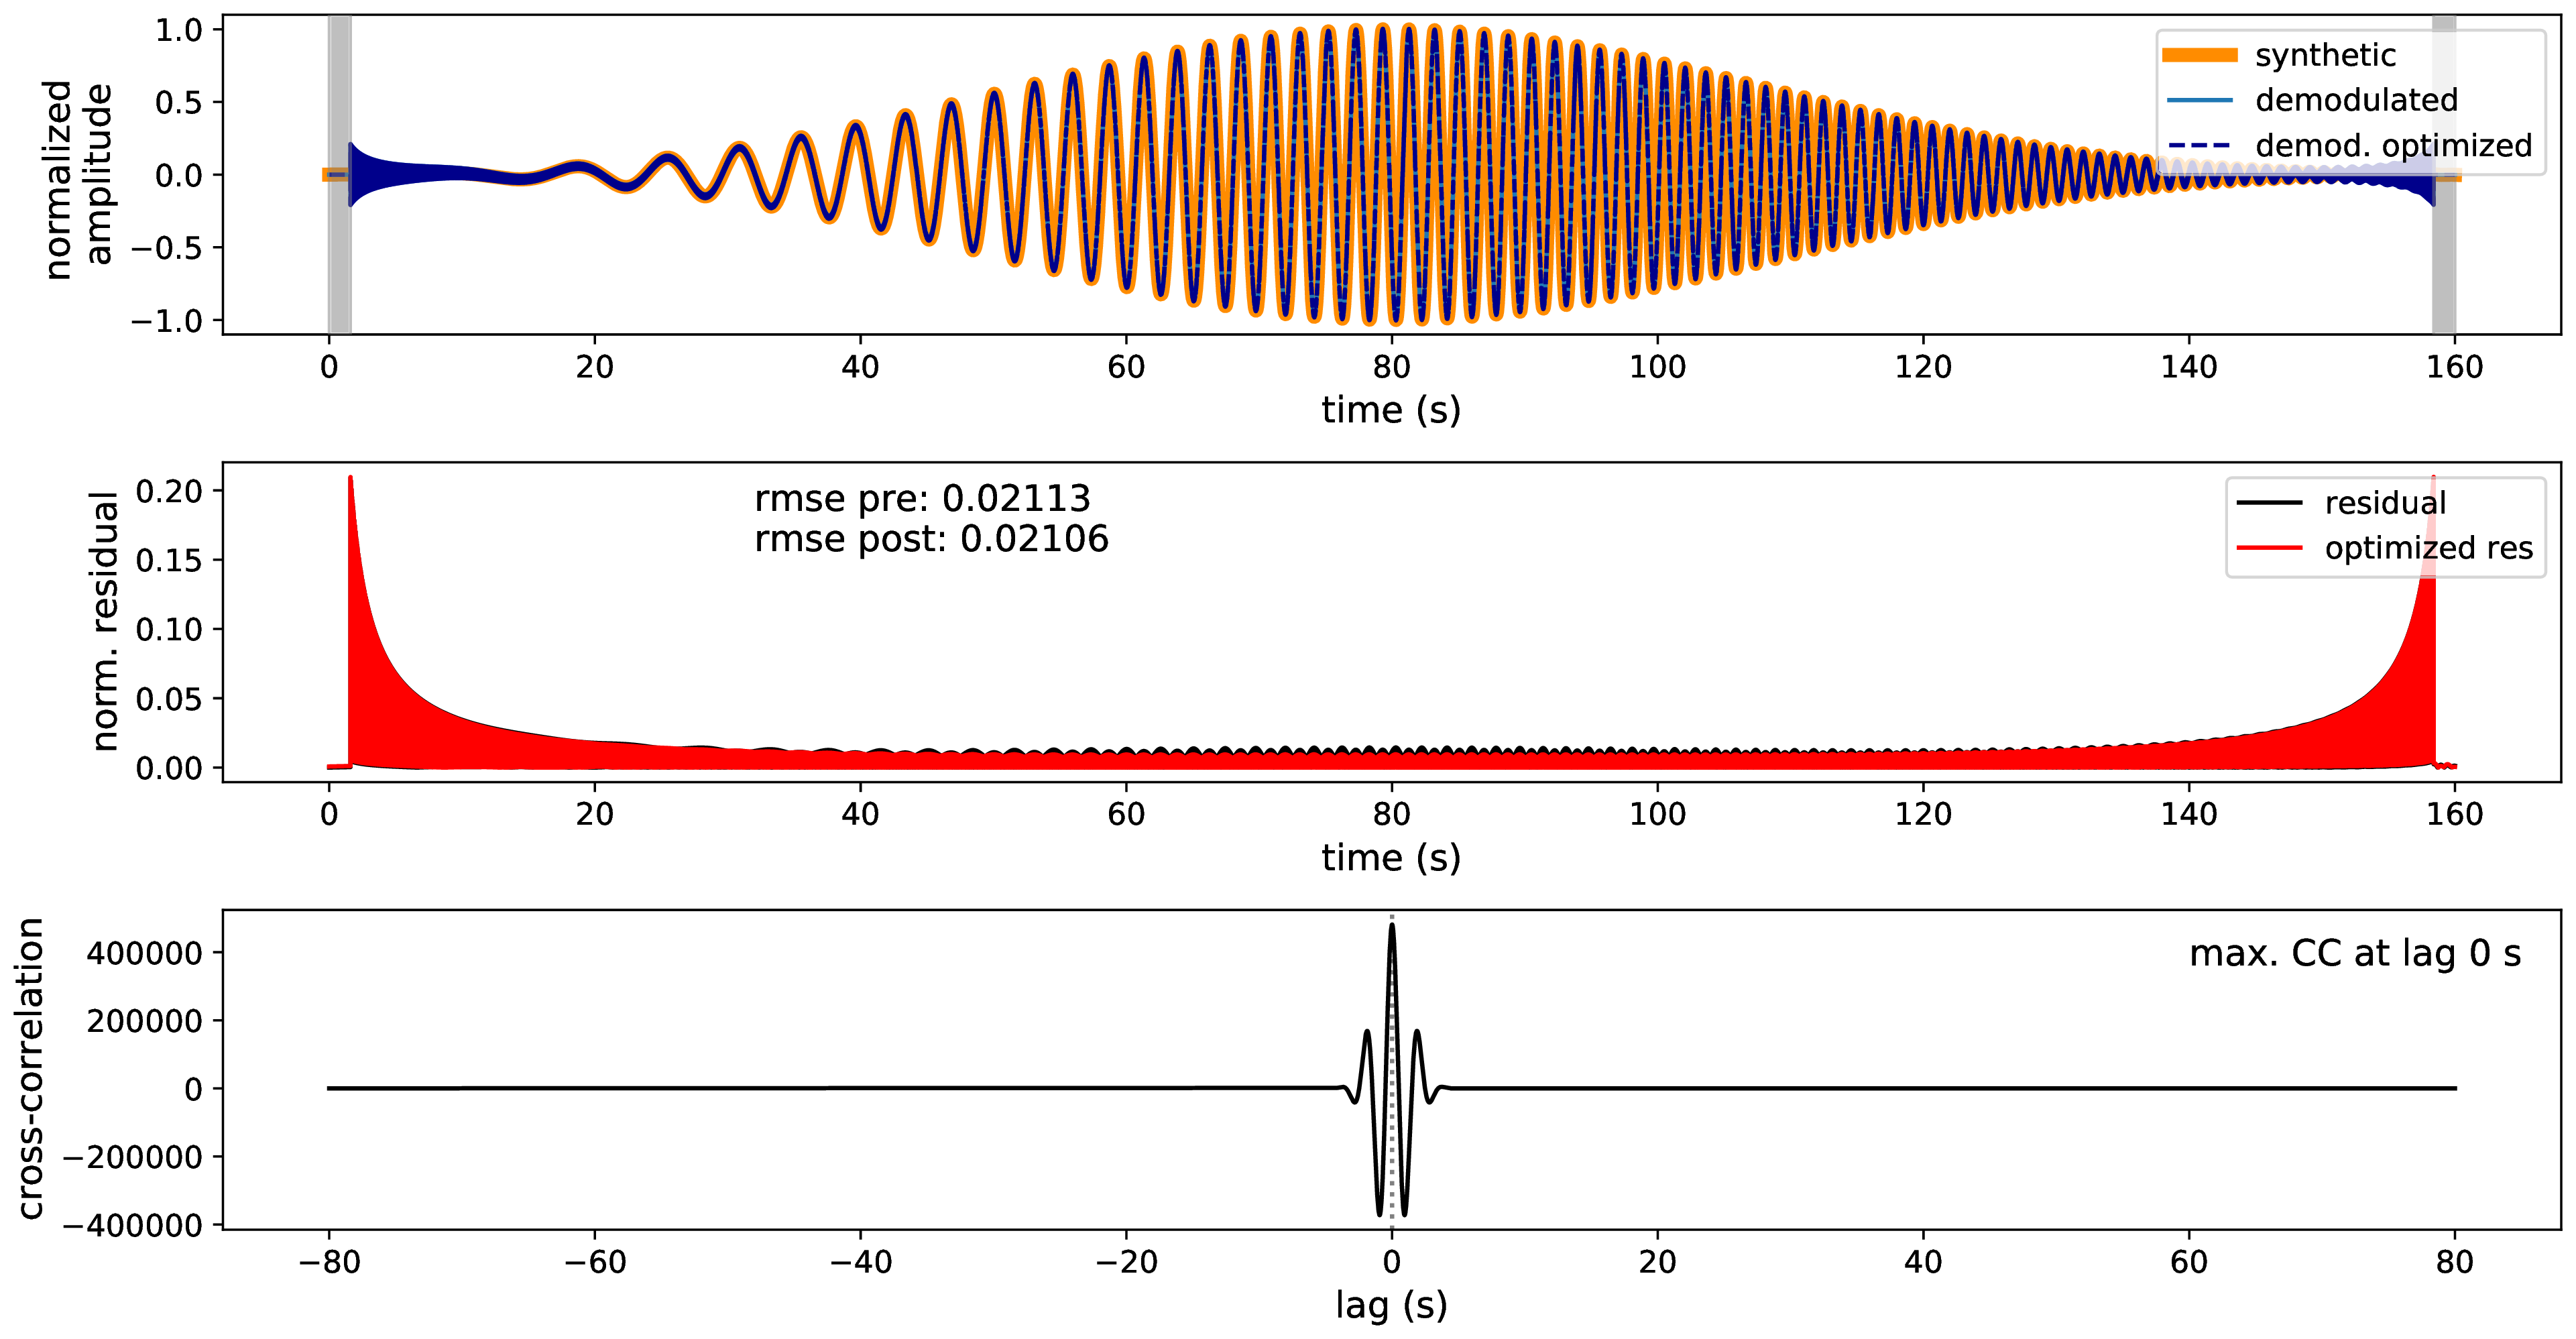 normalized
amplitude
1.0
0.5
0.0
−0.5
−1.0
synthetic
demodulated
demod. optimized
0 20 40 60 80 100 120 140 160
time (s)
norm. residual
0.20
0.15
0.10
0.05
0.00
rmse pre: 0.02113
rmse post: 0.02106
residual
optimized res
0 20 40 60 80 100 120 140 160
time (s)
cross-correlation
400000
200000
0
−200000
−400000
max. CC at lag 0 s
−80 −60 −40 −20 0 20 40 60 80
lag (s)